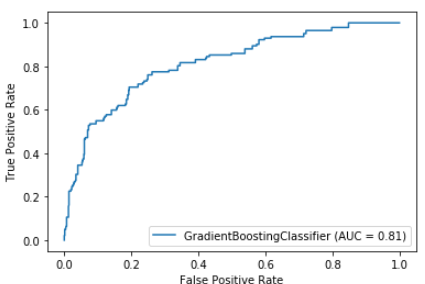 1.0
0.8
0.6
0.4
0.2
0.0
True Positive Rate
GradientBoostingClassifier (AUC = 0.81)
0.0 0.2 0.4 0.6 0.8 1.0
False Positive Rate